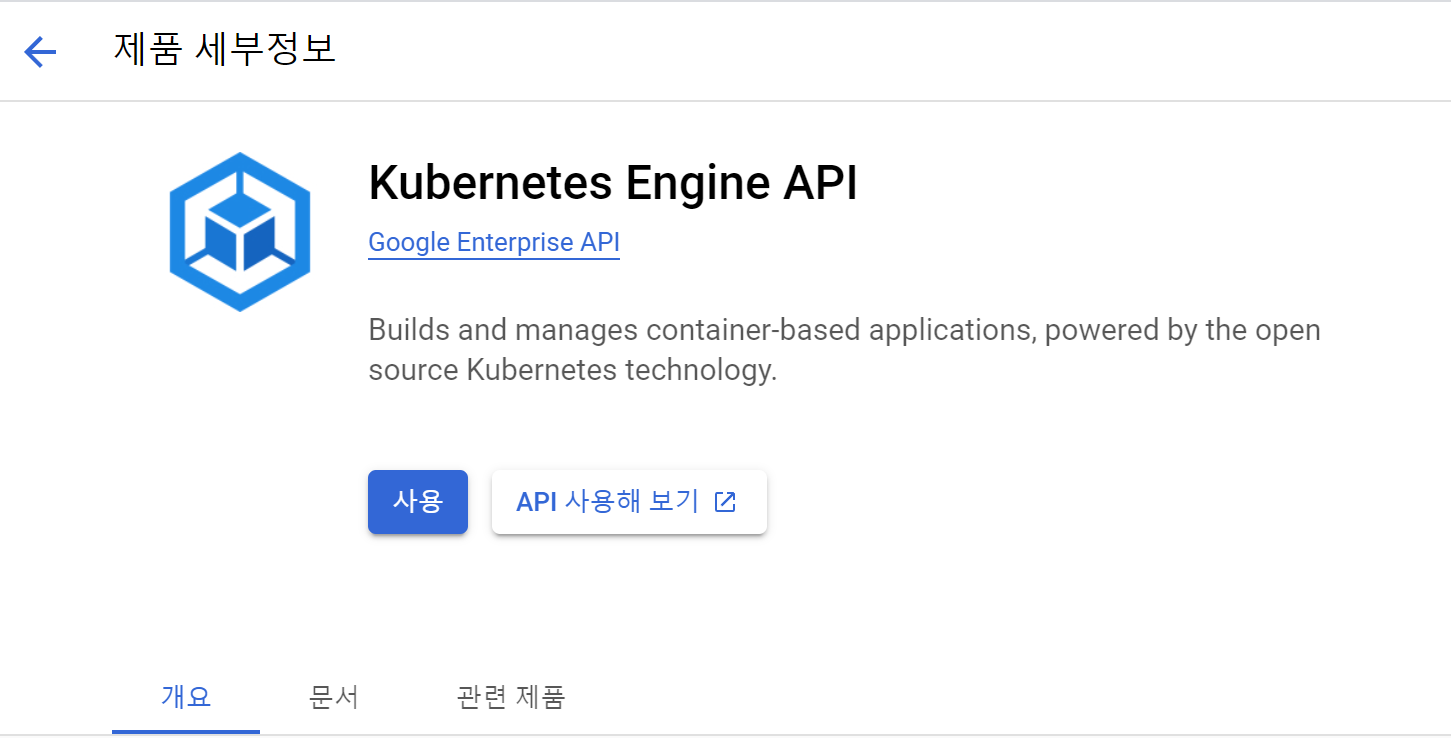 제품 세부정보
Kubernetes Engine API
Google Enterprise API
Builds and manages container-based applications, powered by the open
source Kubernetes technology.
사용
API 사용해 보기
개요
문서
관련 제품